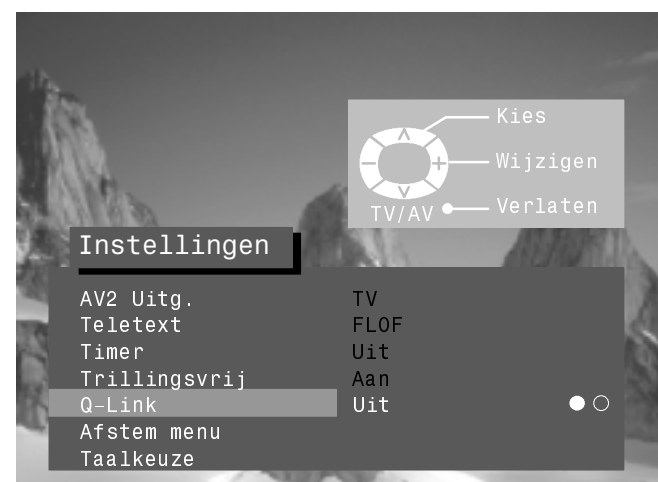 Kies
Wijzigen
TV/AV Verlaten
Instellingen
AV2 Uitg. TV
Teletext FLOF
Timer Uit
Trillingsvrij Aan
Q-Link Uit
Afstem menu
Taalkeuze